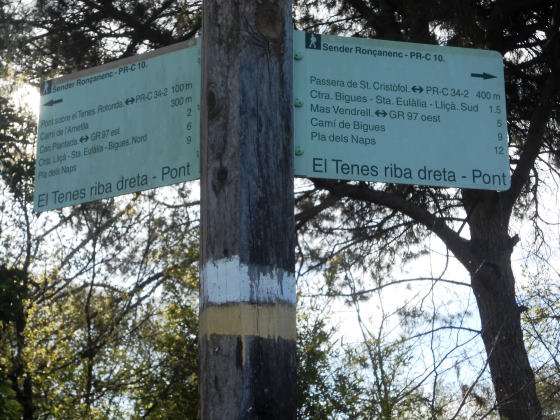 Sender Ronçanenc - PR-C 10.
Pont sobre el Tenes. Rotonda. ↔ PR-C 34-2 100 m
Camí de l'Ametlla 300 m
Can Plantada ↔ GR 97 est 2
Ctra. Lliçà - Sta. Eulàlia - Bigues. Nord 6
Pla dels Naps 9
El Tenes riba dreta - Pont
Sender Ronçanenc - PR-C 10.
Passera de St. Cristòfol. ↔ PR-C 34-2 400 m
Ctra. Bigues - Sta. Eulàlia - Lliçà. Sud 1.5
Mas Vendrell. ↔ GR 97 oest 5
Camí de Bigues 9
Pla dels Naps 12
El Tenes riba dreta - Pont